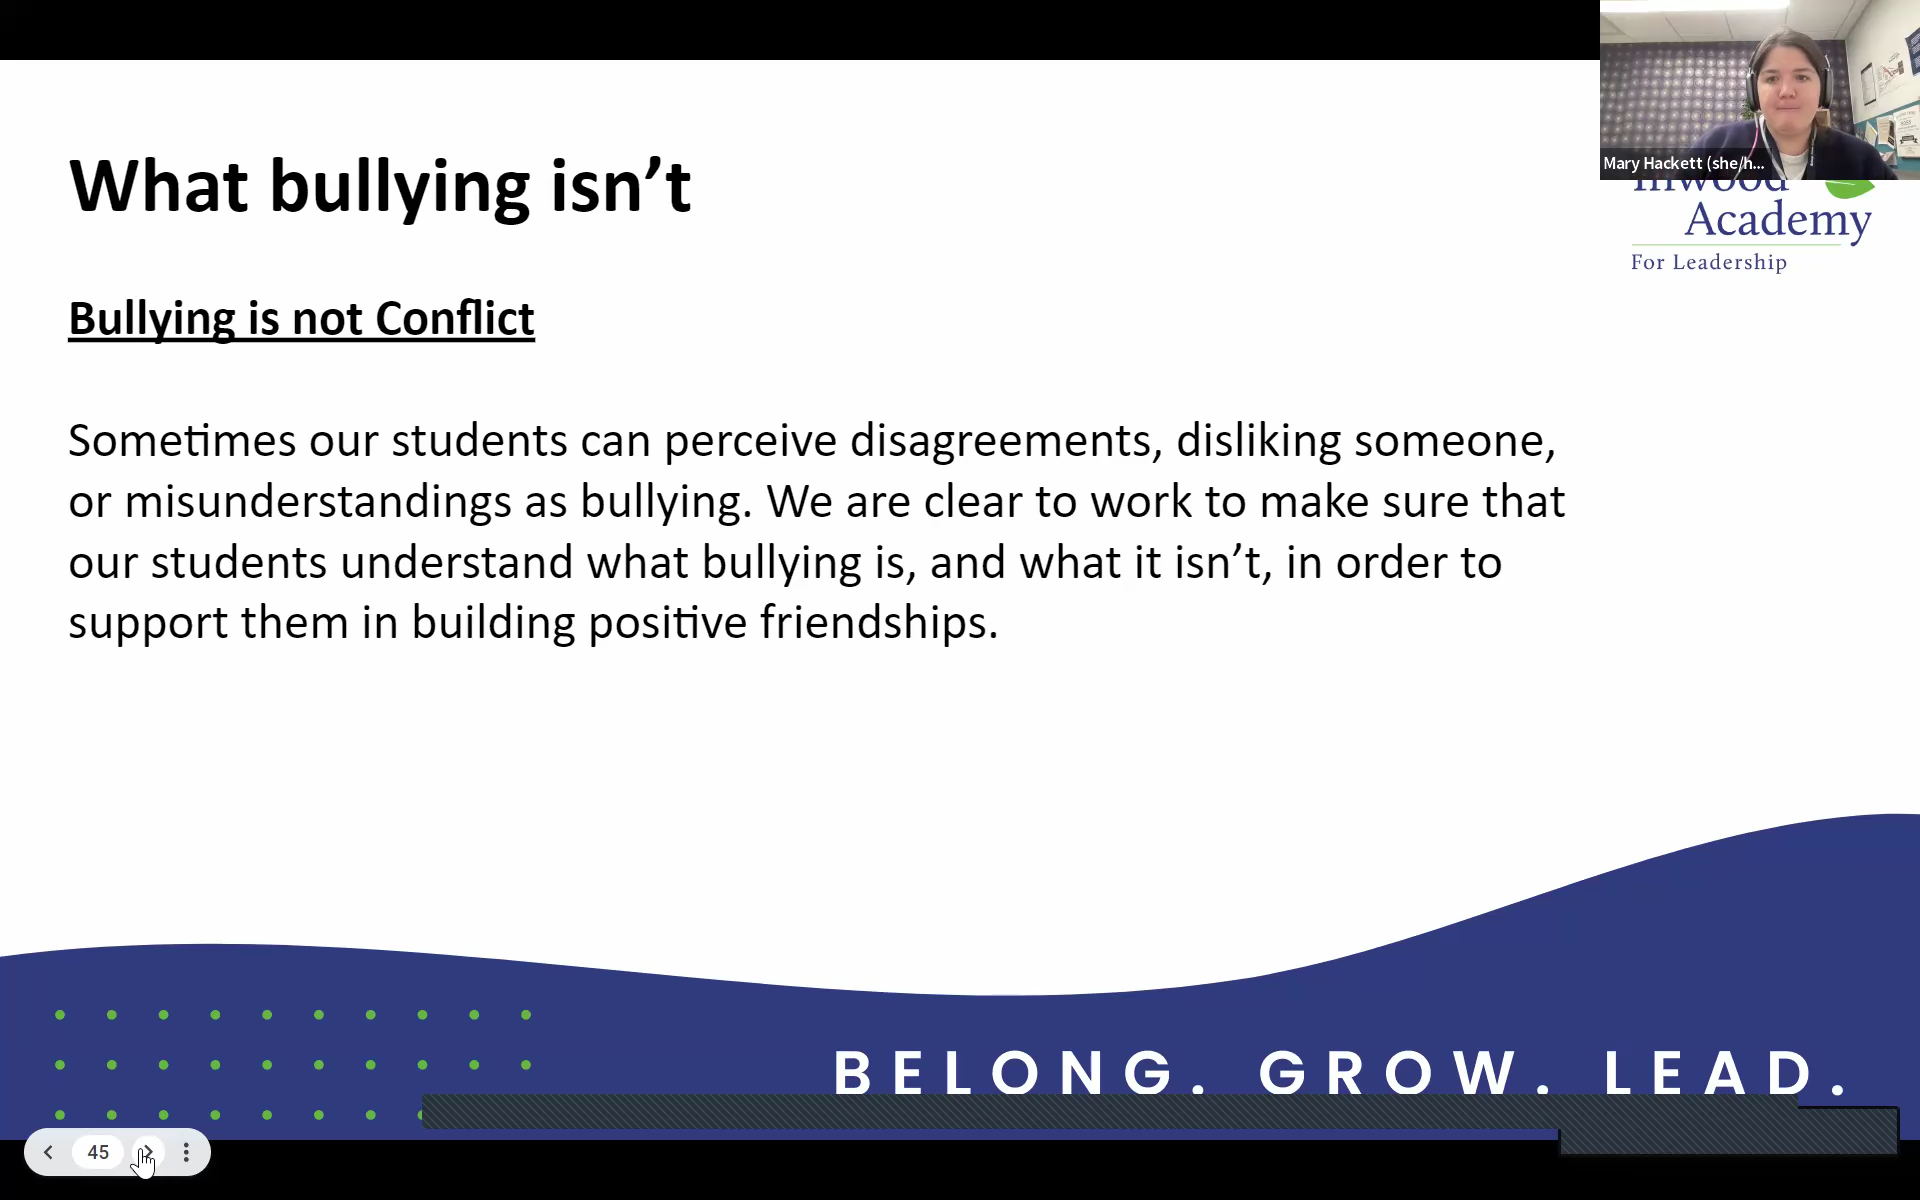 What bullying isn’t
Mary Hackett (she/h...
Inwood
Academy
For Leadership
Bullying is not Conflict
Sometimes our students can perceive disagreements, disliking someone,
or misunderstandings as bullying. We are clear to work to make sure that
our students understand what bullying is, and what it isn’t, in order to
support them in building positive friendships.
BELONG. GROW. LEAD.
45